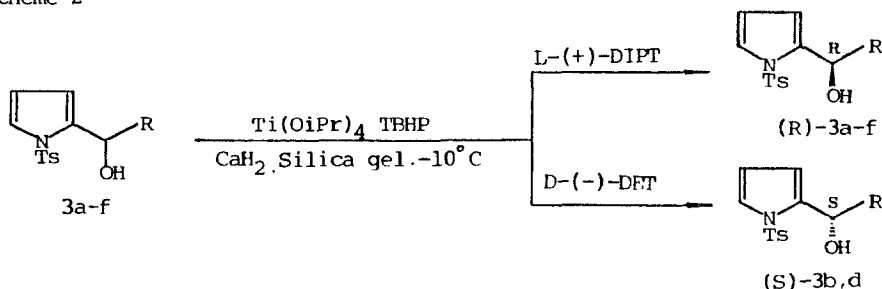 Scheme 2
N
Ts
R
OH
3a-f
Ti(OiPr)4 TBHP
CaH2.Silica gel.-10°C
L-(+)-DIPT
D-(-)-DET
N
Ts
R
R
OH
(R)-3a-f
N
Ts
S
R
OH
(S)-3b,d